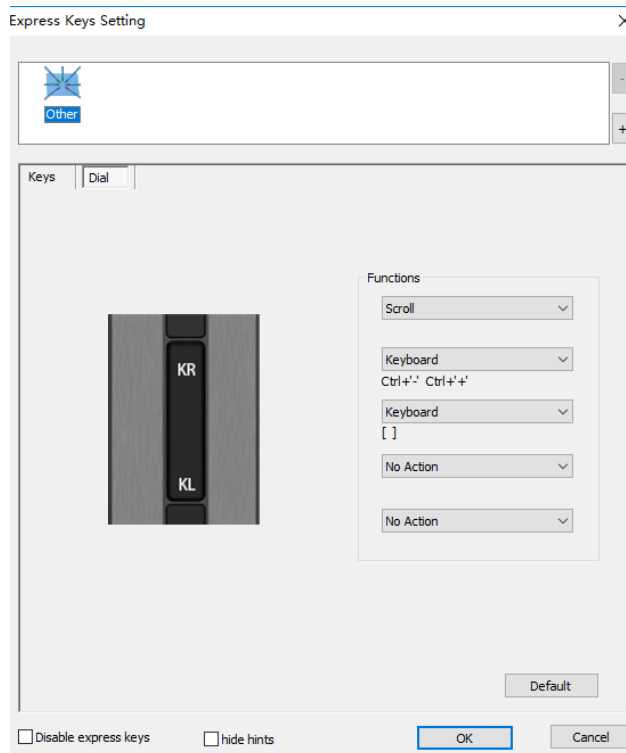 Express Keys Setting
-
Other
+
Keys Dial
Functions
Scroll
KR
Keyboard
Ctrl+'-' Ctrl+'+'
Keyboard
[ ]
No Action
KL
No Action
Default
Disable express keys hide hints OK Cancel